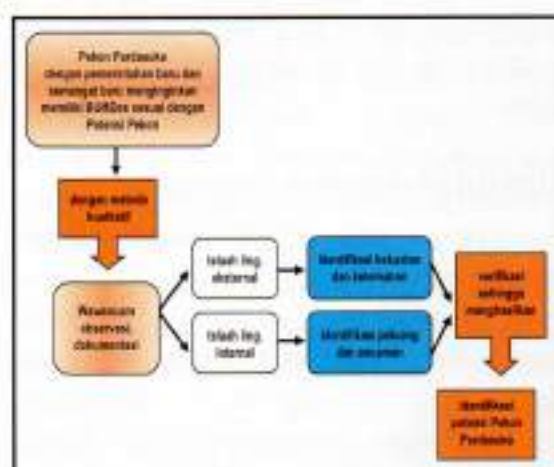 Pekon Pardasuka
dengan pemerintahan baru dan
semangat baru menginginkan
memiliki BUMDes sesuai dengan
Potensi Pekon
dengan metode
kualitatif
Wawancara
observasi,
dokumentasi
Telaah ling.
eksternal
Telaah ling.
internal
Identifikasi kekuatan
dan kelemahan
Identifikasi peluang
dan ancaman
verifikasi
sehingga
menghasilkan
Identifikasi
potensi Pekon
Pardasuka